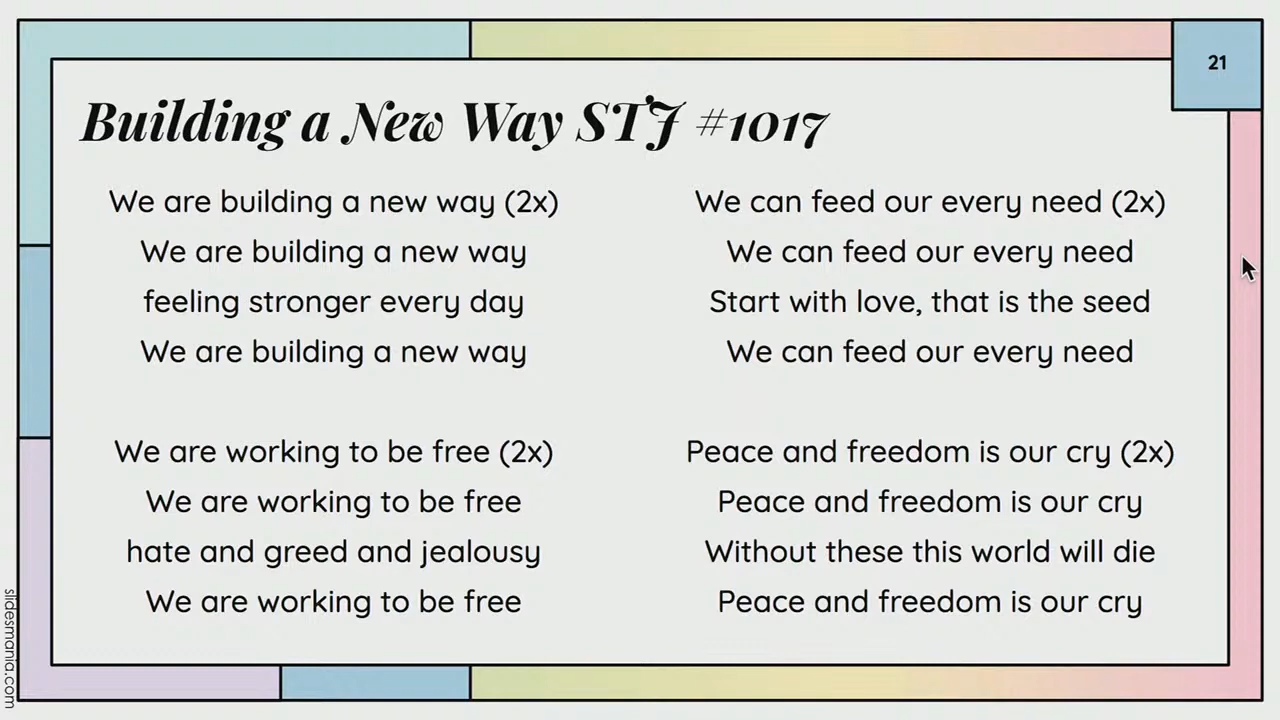 21
Building a New Way STJ #1017
We are building a new way (2x)
We are building a new way
feeling stronger every day
We are building a new way
We are working to be free (2x)
We are working to be free
hate and greed and jealousy
We are working to be free
We can feed our every need (2x)
We can feed our every need
Start with love, that is the seed
We can feed our every need
Peace and freedom is our cry (2x)
Peace and freedom is our cry
Without these this world will die
Peace and freedom is our cry
slidesmania.com